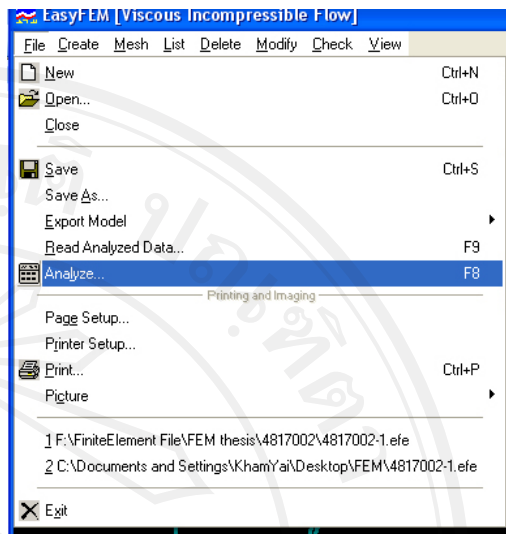 EasyFEM [Viscous Incompressible Flow]
File Create Mesh List Delete Modify Check View
New Ctrl+N
Open... Ctrl+O
Close
Save Ctrl+S
Save As...
Export Model
Read Analyzed Data... F9
Analyze... F8
Printing and Imaging
Page Setup...
Printer Setup...
Print... Ctrl+P
Picture
1 F:\FiniteElement File\FEM thesis\4817002\4817002-1.efe
2 C:\Documents and Settings\KhamYai\Desktop\FEM\4817002-1.efe
Exit